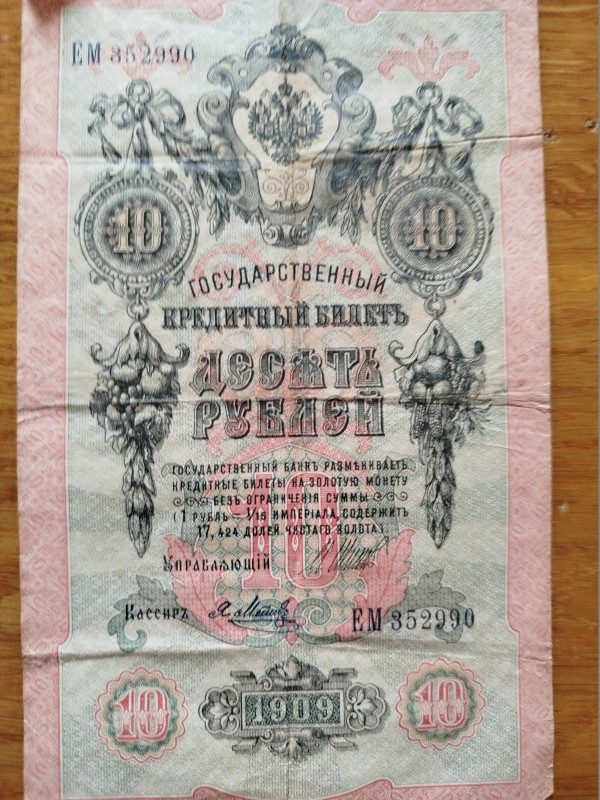 ЕМ 352990
10 10
ГОСУДАРСТВЕННЫЙ
КРЕДИТНЫЙ БИЛЕТЪ
ДЕСЯТЬ
РУБЛЕЙ
ГОСУДАРСТВЕННЫЙ БАНКЪ РАЗМѢНИВАЕТЪ
КРЕДИТНЫЕ БИЛЕТЫ НА ЗОЛОТУЮ МОНЕТУ
БЕЗЪ ОГРАНИЧЕНІЯ СУММЫ
(1 РУБЛЬ = 1/15 ИМПЕРІАЛА, СОДЕРЖИТЪ
17,424 ДОЛЕЙ ЧИСТАГО ЗОЛОТА).
10
Управляющій
Кассиръ
ЕМ 352990
10 1909 10